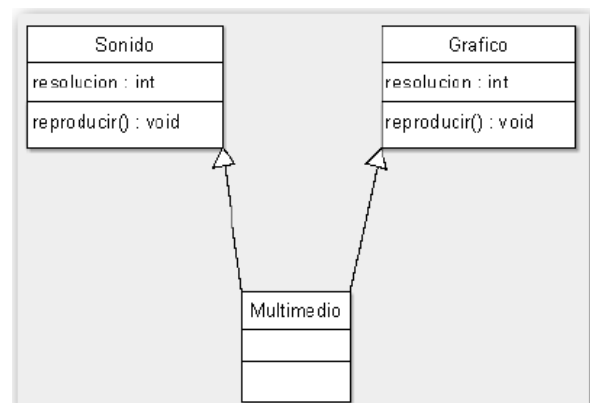 Sonido
resolucion : int
reproducir() : void
Grafico
resolucion : int
reproducir() : void
Multimedio